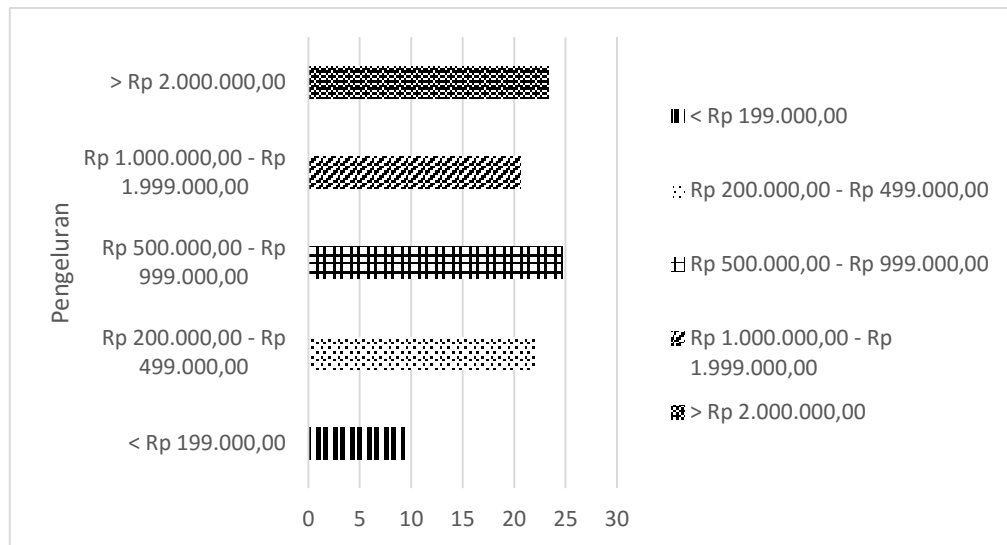 Pengeluran
> Rp 2.000.000,00
Rp 1.000.000,00 - Rp
1.999.000,00
Rp 500.000,00 - Rp
999.000,00
Rp 200.000,00 - Rp
499.000,00
< Rp 199.000,00
0 5 10 15 20 25 30
< Rp 199.000,00
Rp 200.000,00 - Rp 499.000,00
Rp 500.000,00 - Rp 999.000,00
Rp 1.000.000,00 - Rp
1.999.000,00
> Rp 2.000.000,00